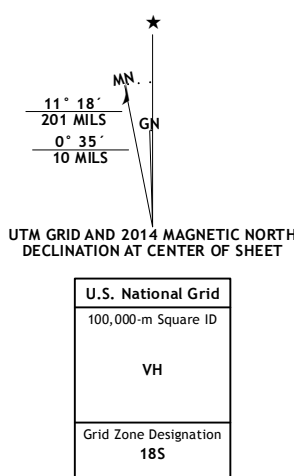 MN
11° 18´
201 MILS
GN
0° 35´
10 MILS
UTM GRID AND 2014 MAGNETIC NORTH
DECLINATION AT CENTER OF SHEET
U.S. National Grid
100,000-m Square ID
VH
Grid Zone Designation
18S